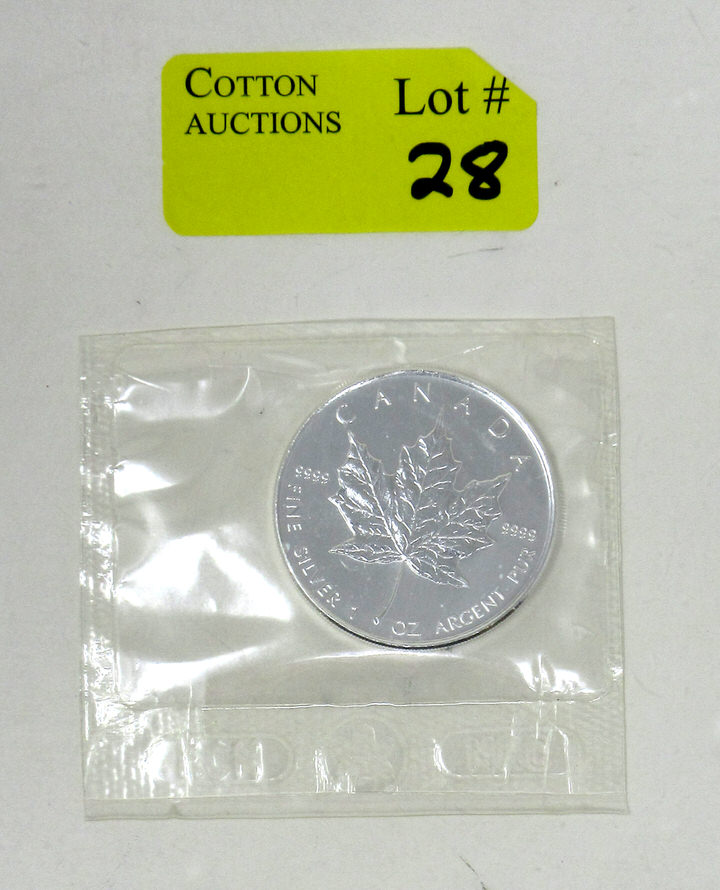 COTTON
AUCTIONS
Lot #
28
CANADA
9999
9999
FINE SILVER 1 OZ ARGENT PUR